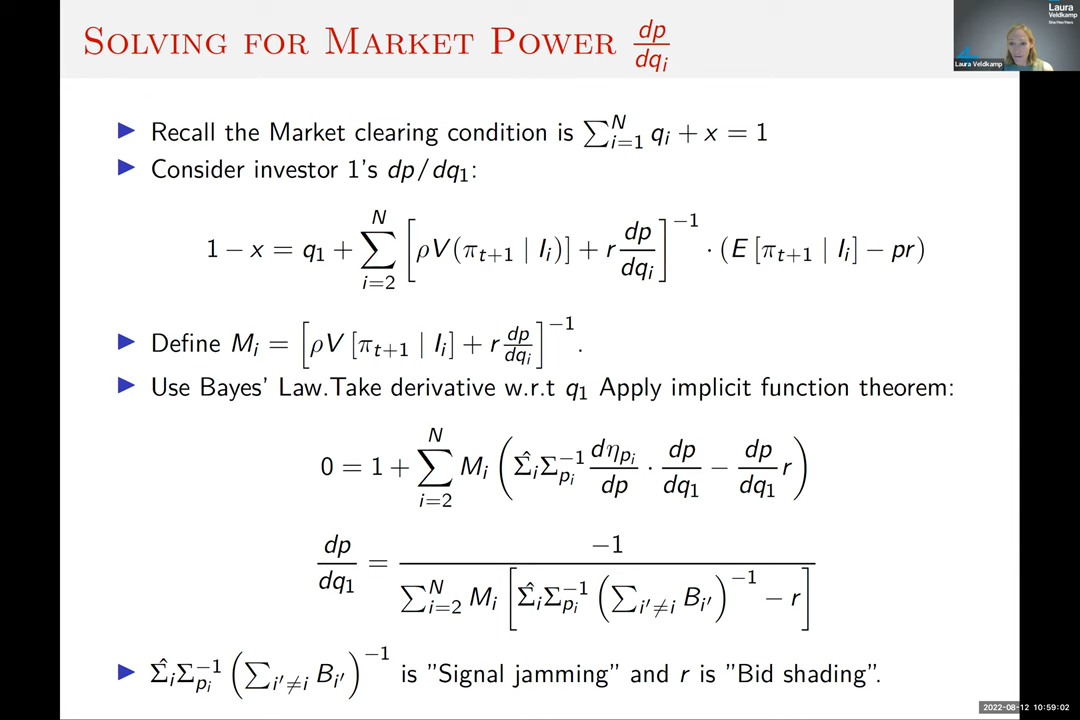 SOLVING FOR MARKET POWER dp/dq_i
Laura Veldkamp
Laura Veldkamp
▶ Recall the Market clearing condition is ∑_{i=1}^{N} q_i + x = 1
▶ Consider investor 1's dp/dq_1:
1 − x = q_1 + ∑_{i=2}^{N} [ρV(π_{t+1} | I_i)] + r dp/dq_i]^{−1} · (E [π_{t+1} | I_i] − pr)
▶ Define M_i = [ρV [π_{t+1} | I_i] + r dp/dq_i]^{−1}.
▶ Use Bayes' Law.Take derivative w.r.t q_1 Apply implicit function theorem:
0 = 1 + ∑_{i=2}^{N} M_i (Σ̂_i Σ_{p_i}^{−1} dη_{p_i}/dp · dp/dq_1 − dp/dq_1 r)
dp/dq_1 = −1 / ∑_{i=2}^{N} M_i [Σ̂_i Σ_{p_i}^{−1} (∑_{i′≠i} B_{i′})^{−1} − r]
▶ Σ̂_i Σ_{p_i}^{−1} (∑_{i′≠i} B_{i′})^{−1} is "Signal jamming" and r is "Bid shading".
2022-08-12 10:59:02